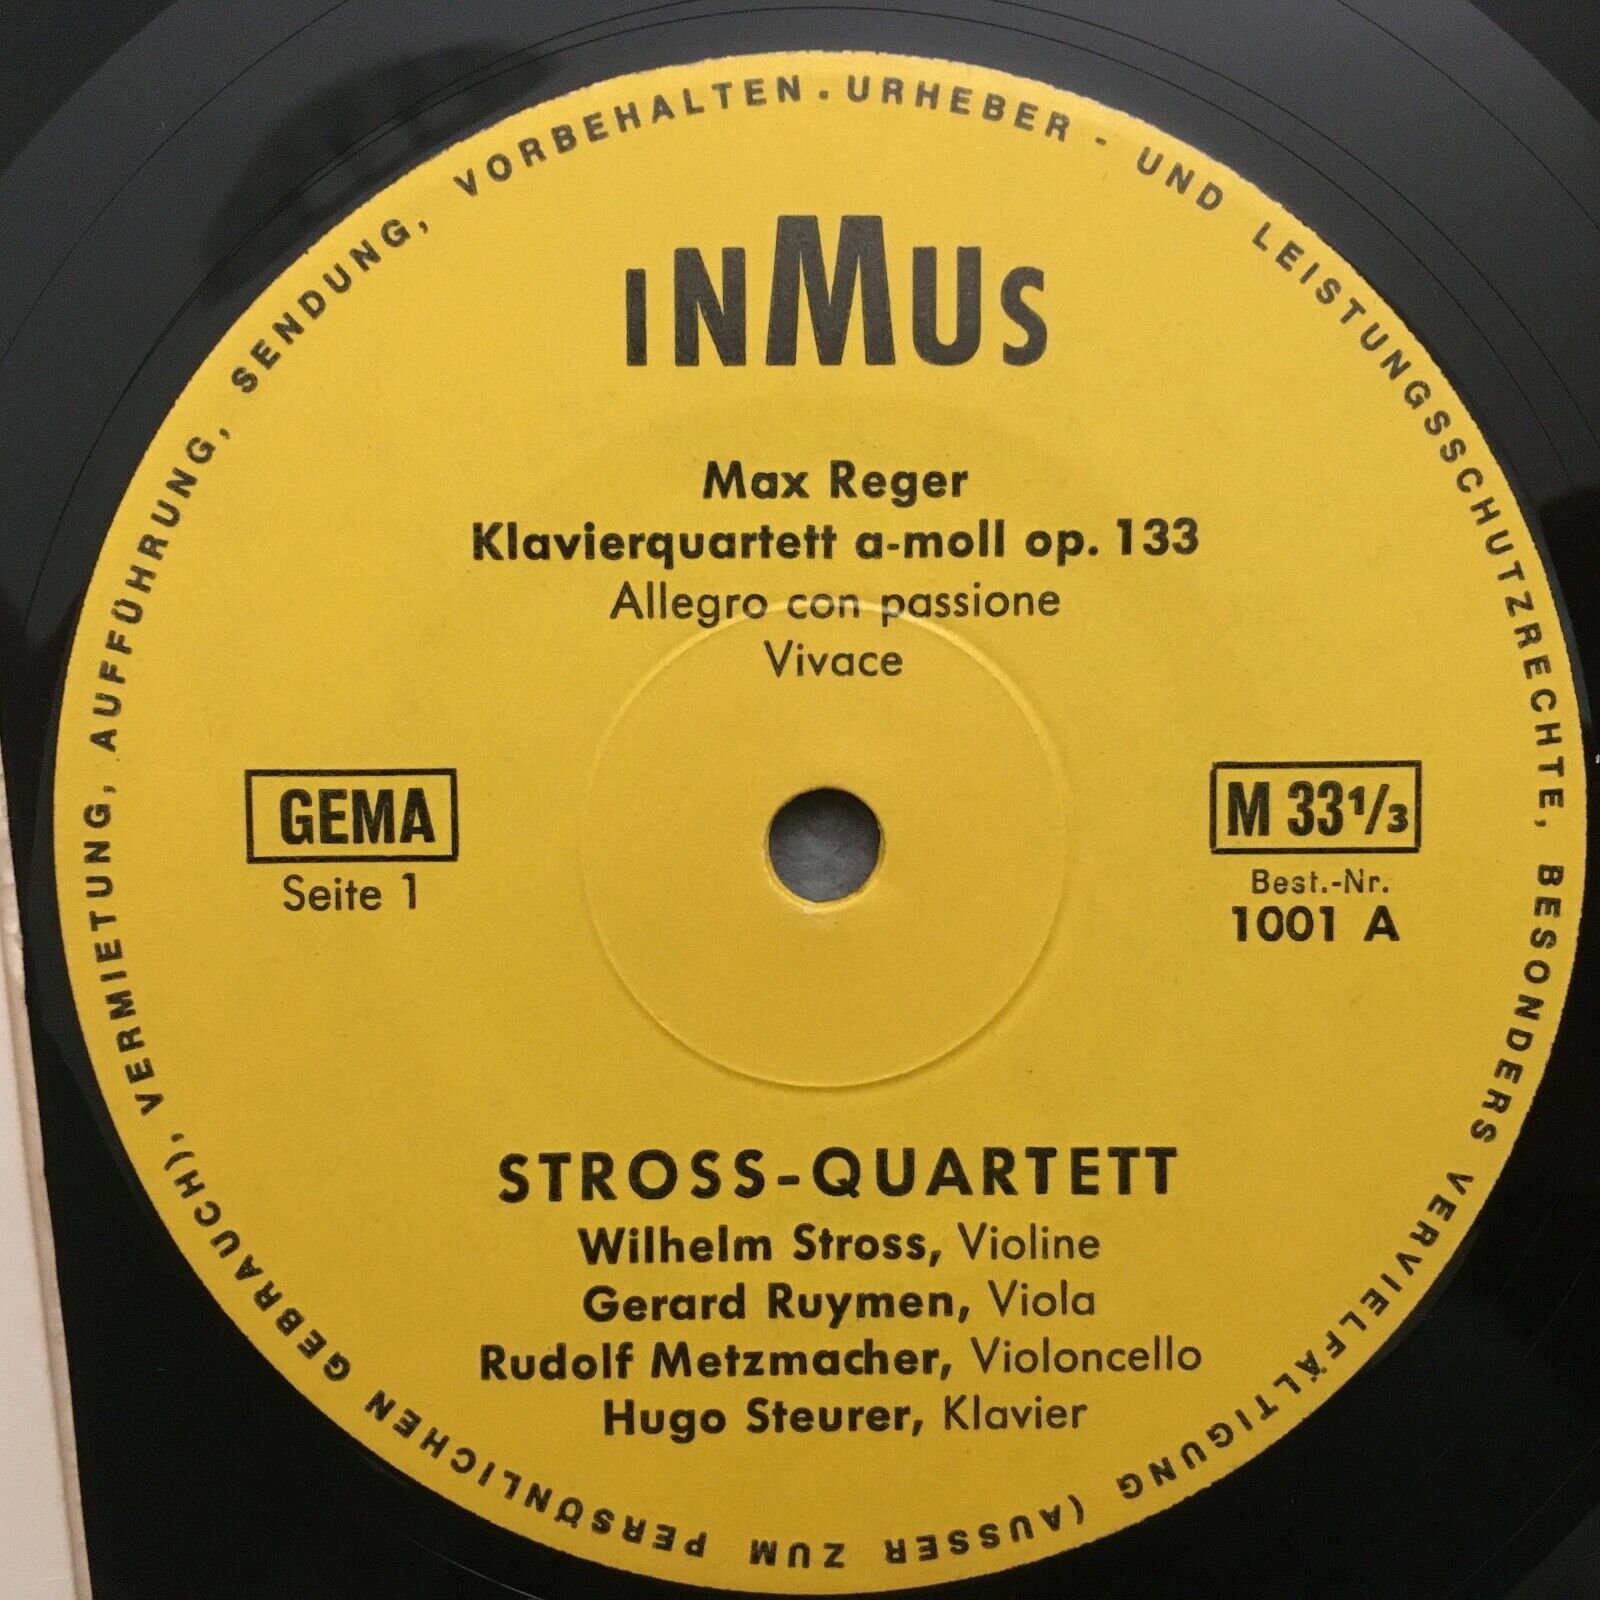 URHEBER - UND LEISTUNGSSCHUTZRECHTE, BESONDERS VERVIELFÄLTIGUNG (AUSSER ZUM PERSÖNLICHEN GEBRAUCH), VERMIETUNG, AUFFÜHRUNG, SENDUNG, VORBEHALTEN.
INMUS
Max Reger
Klavierquartett a-moll op. 133
Allegro con passione
Vivace
GEMA
Seite 1
M 33 1/3
Best.-Nr.
1001 A
STROSS-QUARTETT
Wilhelm Stross, Violine
Gerard Ruymen, Viola
Rudolf Metzmacher, Violoncello
Hugo Steurer, Klavier